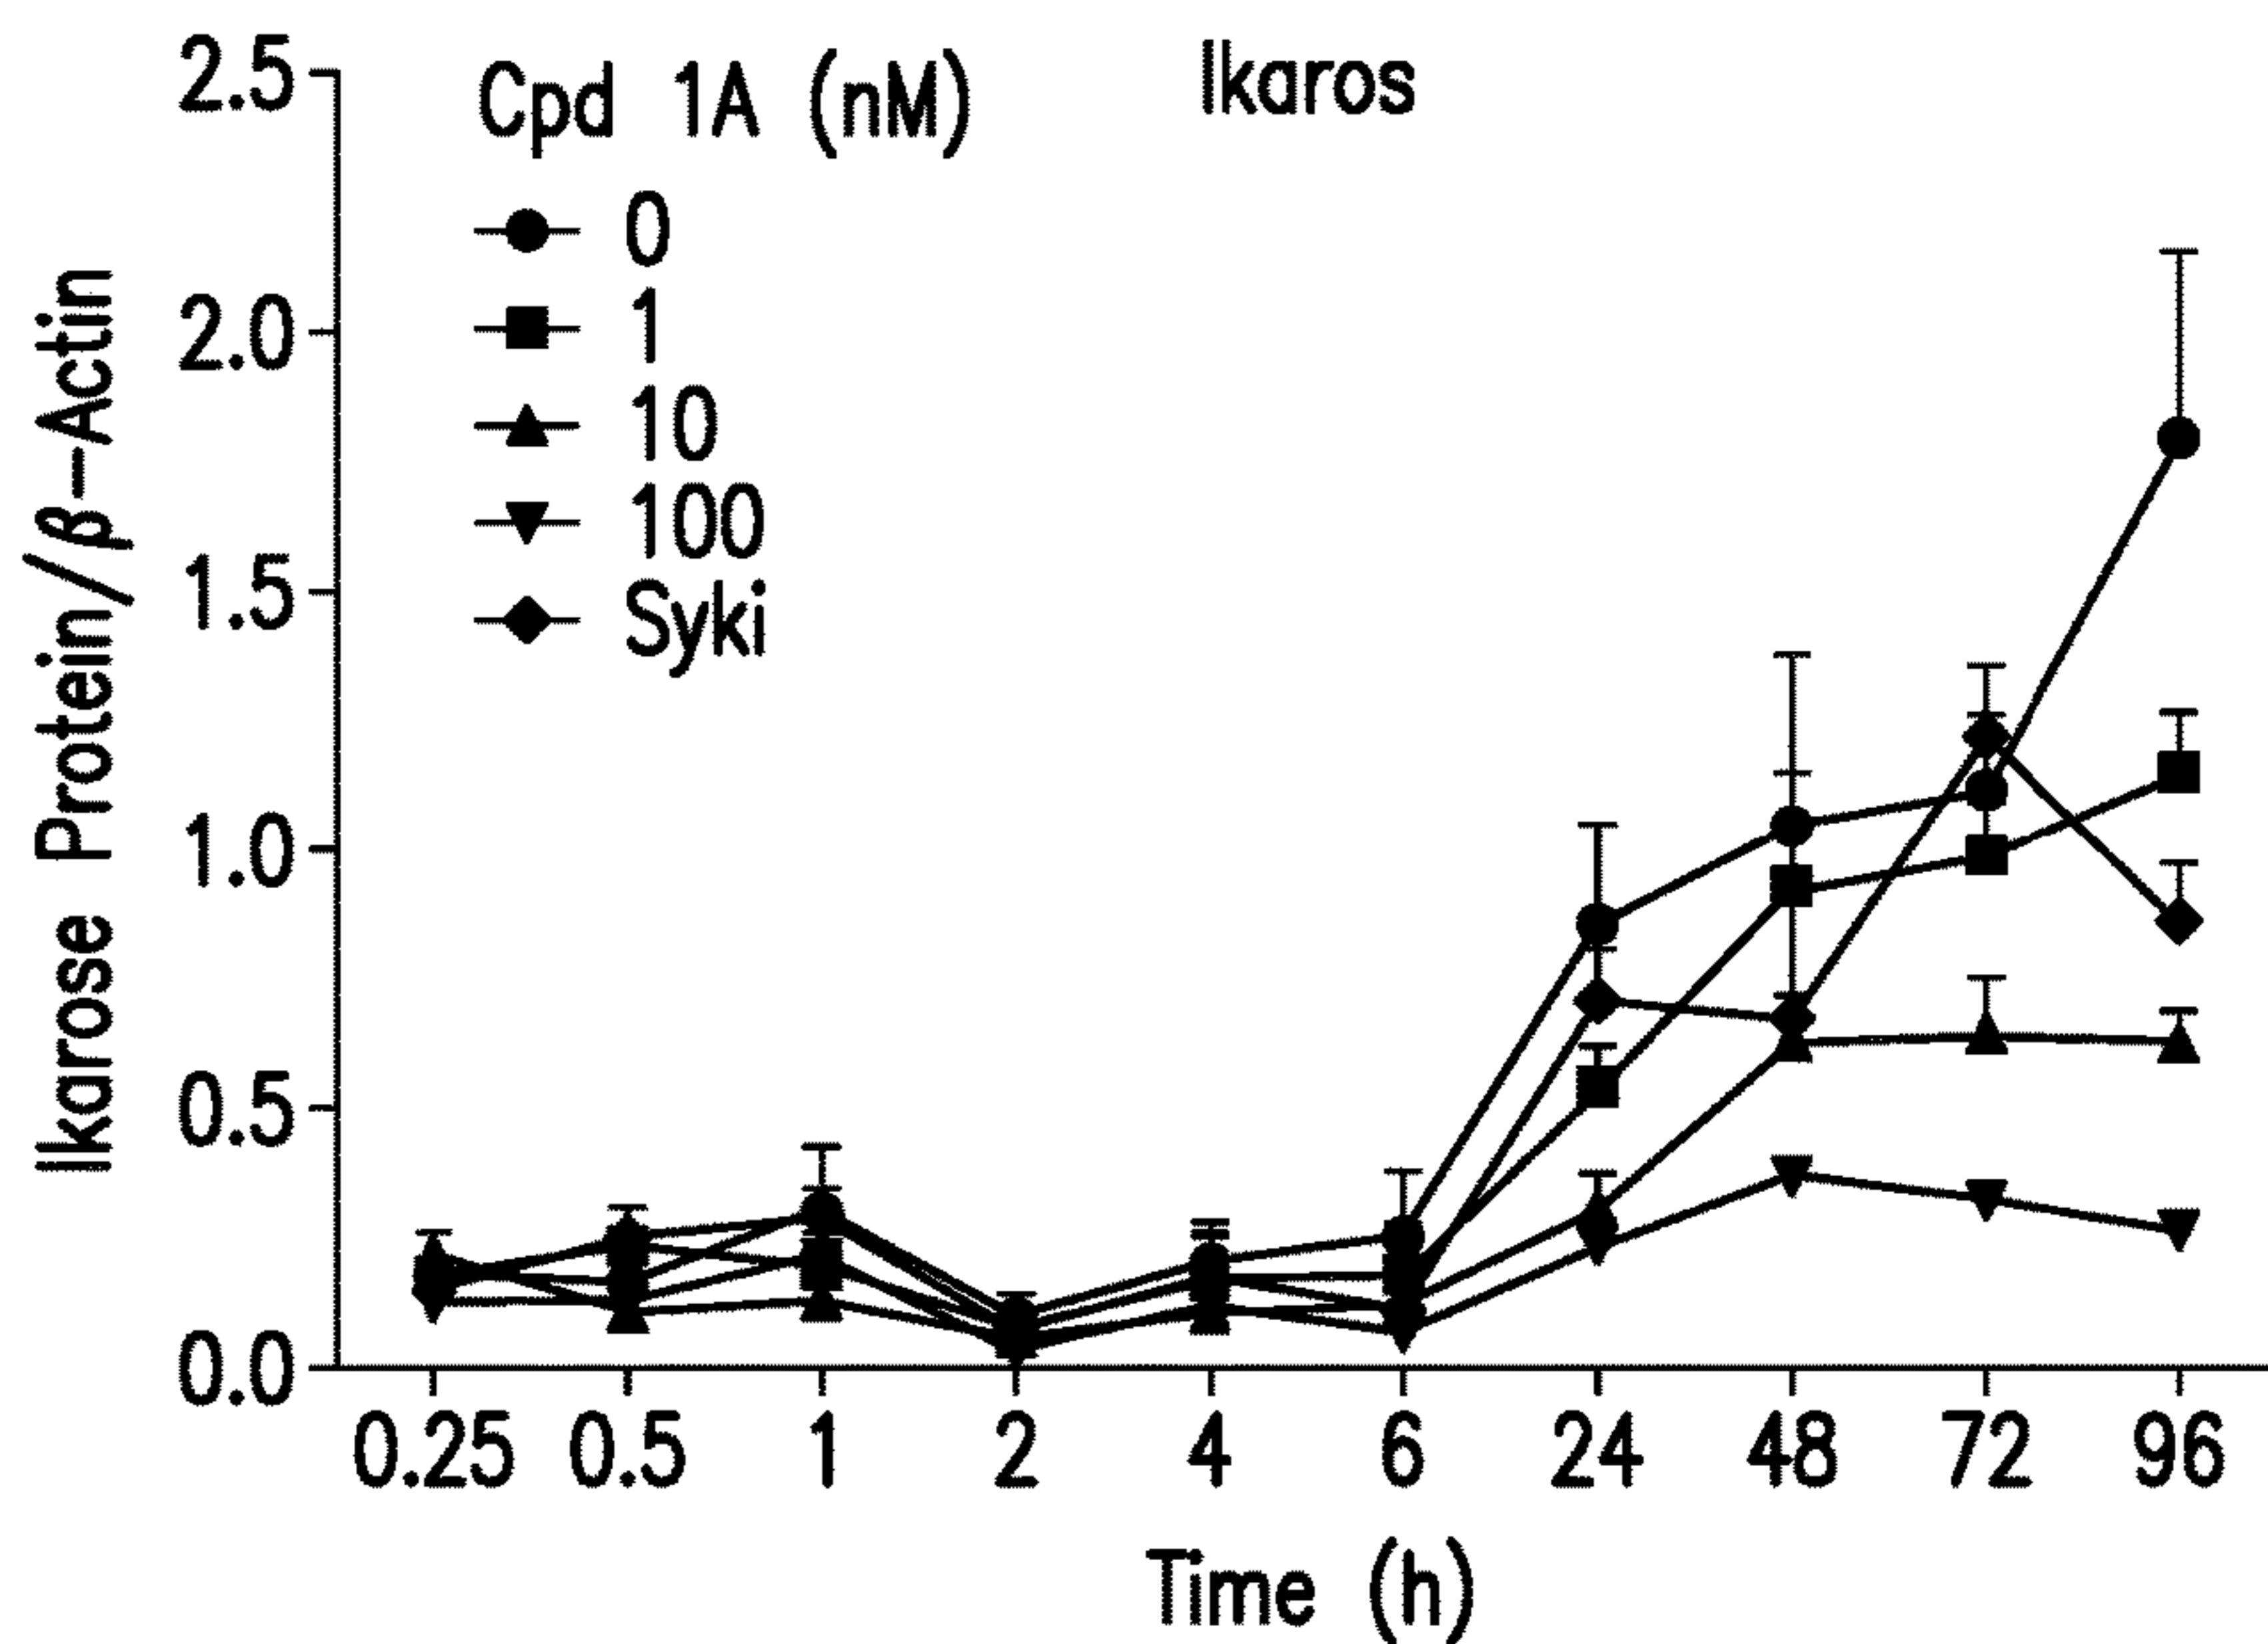 Ikaros
Cpd 1A (nM)
0
1
10
100
Syki
Ikarose Protein/β-Actin
2.5
2.0
1.5
1.0
0.5
0.0
0.25 0.5 1 2 4 6 24 48 72 96
Time (h)